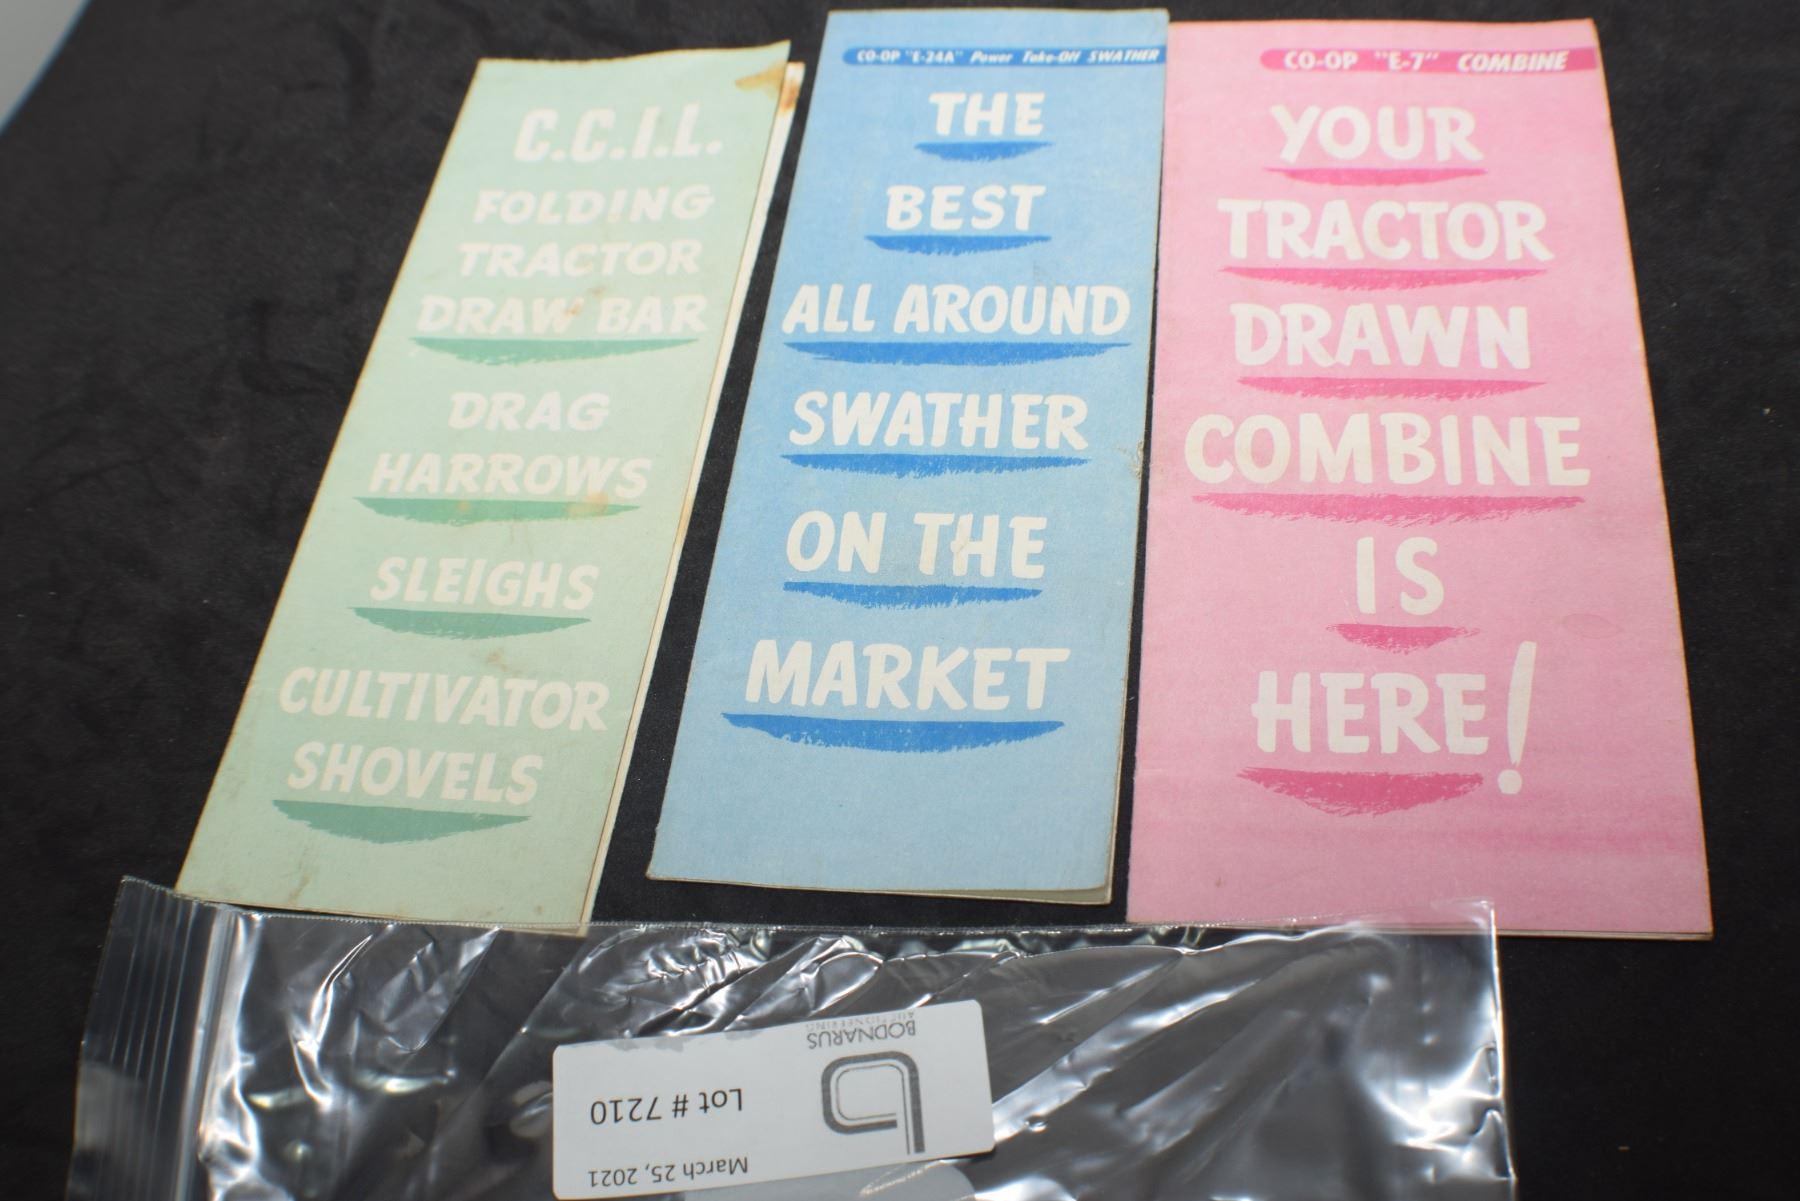 C.C.I.L.
FOLDING
TRACTOR
DRAW BAR
DRAG
HARROWS
SLEIGHS
CULTIVATOR
SHOVELS
CO-OP "E-24A" Power Take-Off SWATHER
THE
BEST
ALL AROUND
SWATHER
ON THE
MARKET
CO-OP "E-7" COMBINE
YOUR
TRACTOR
DRAWN
COMBINE
IS
HERE!
March 25, 2021
Lot # 7210
b
BODNARUS
AUCTIONEERING